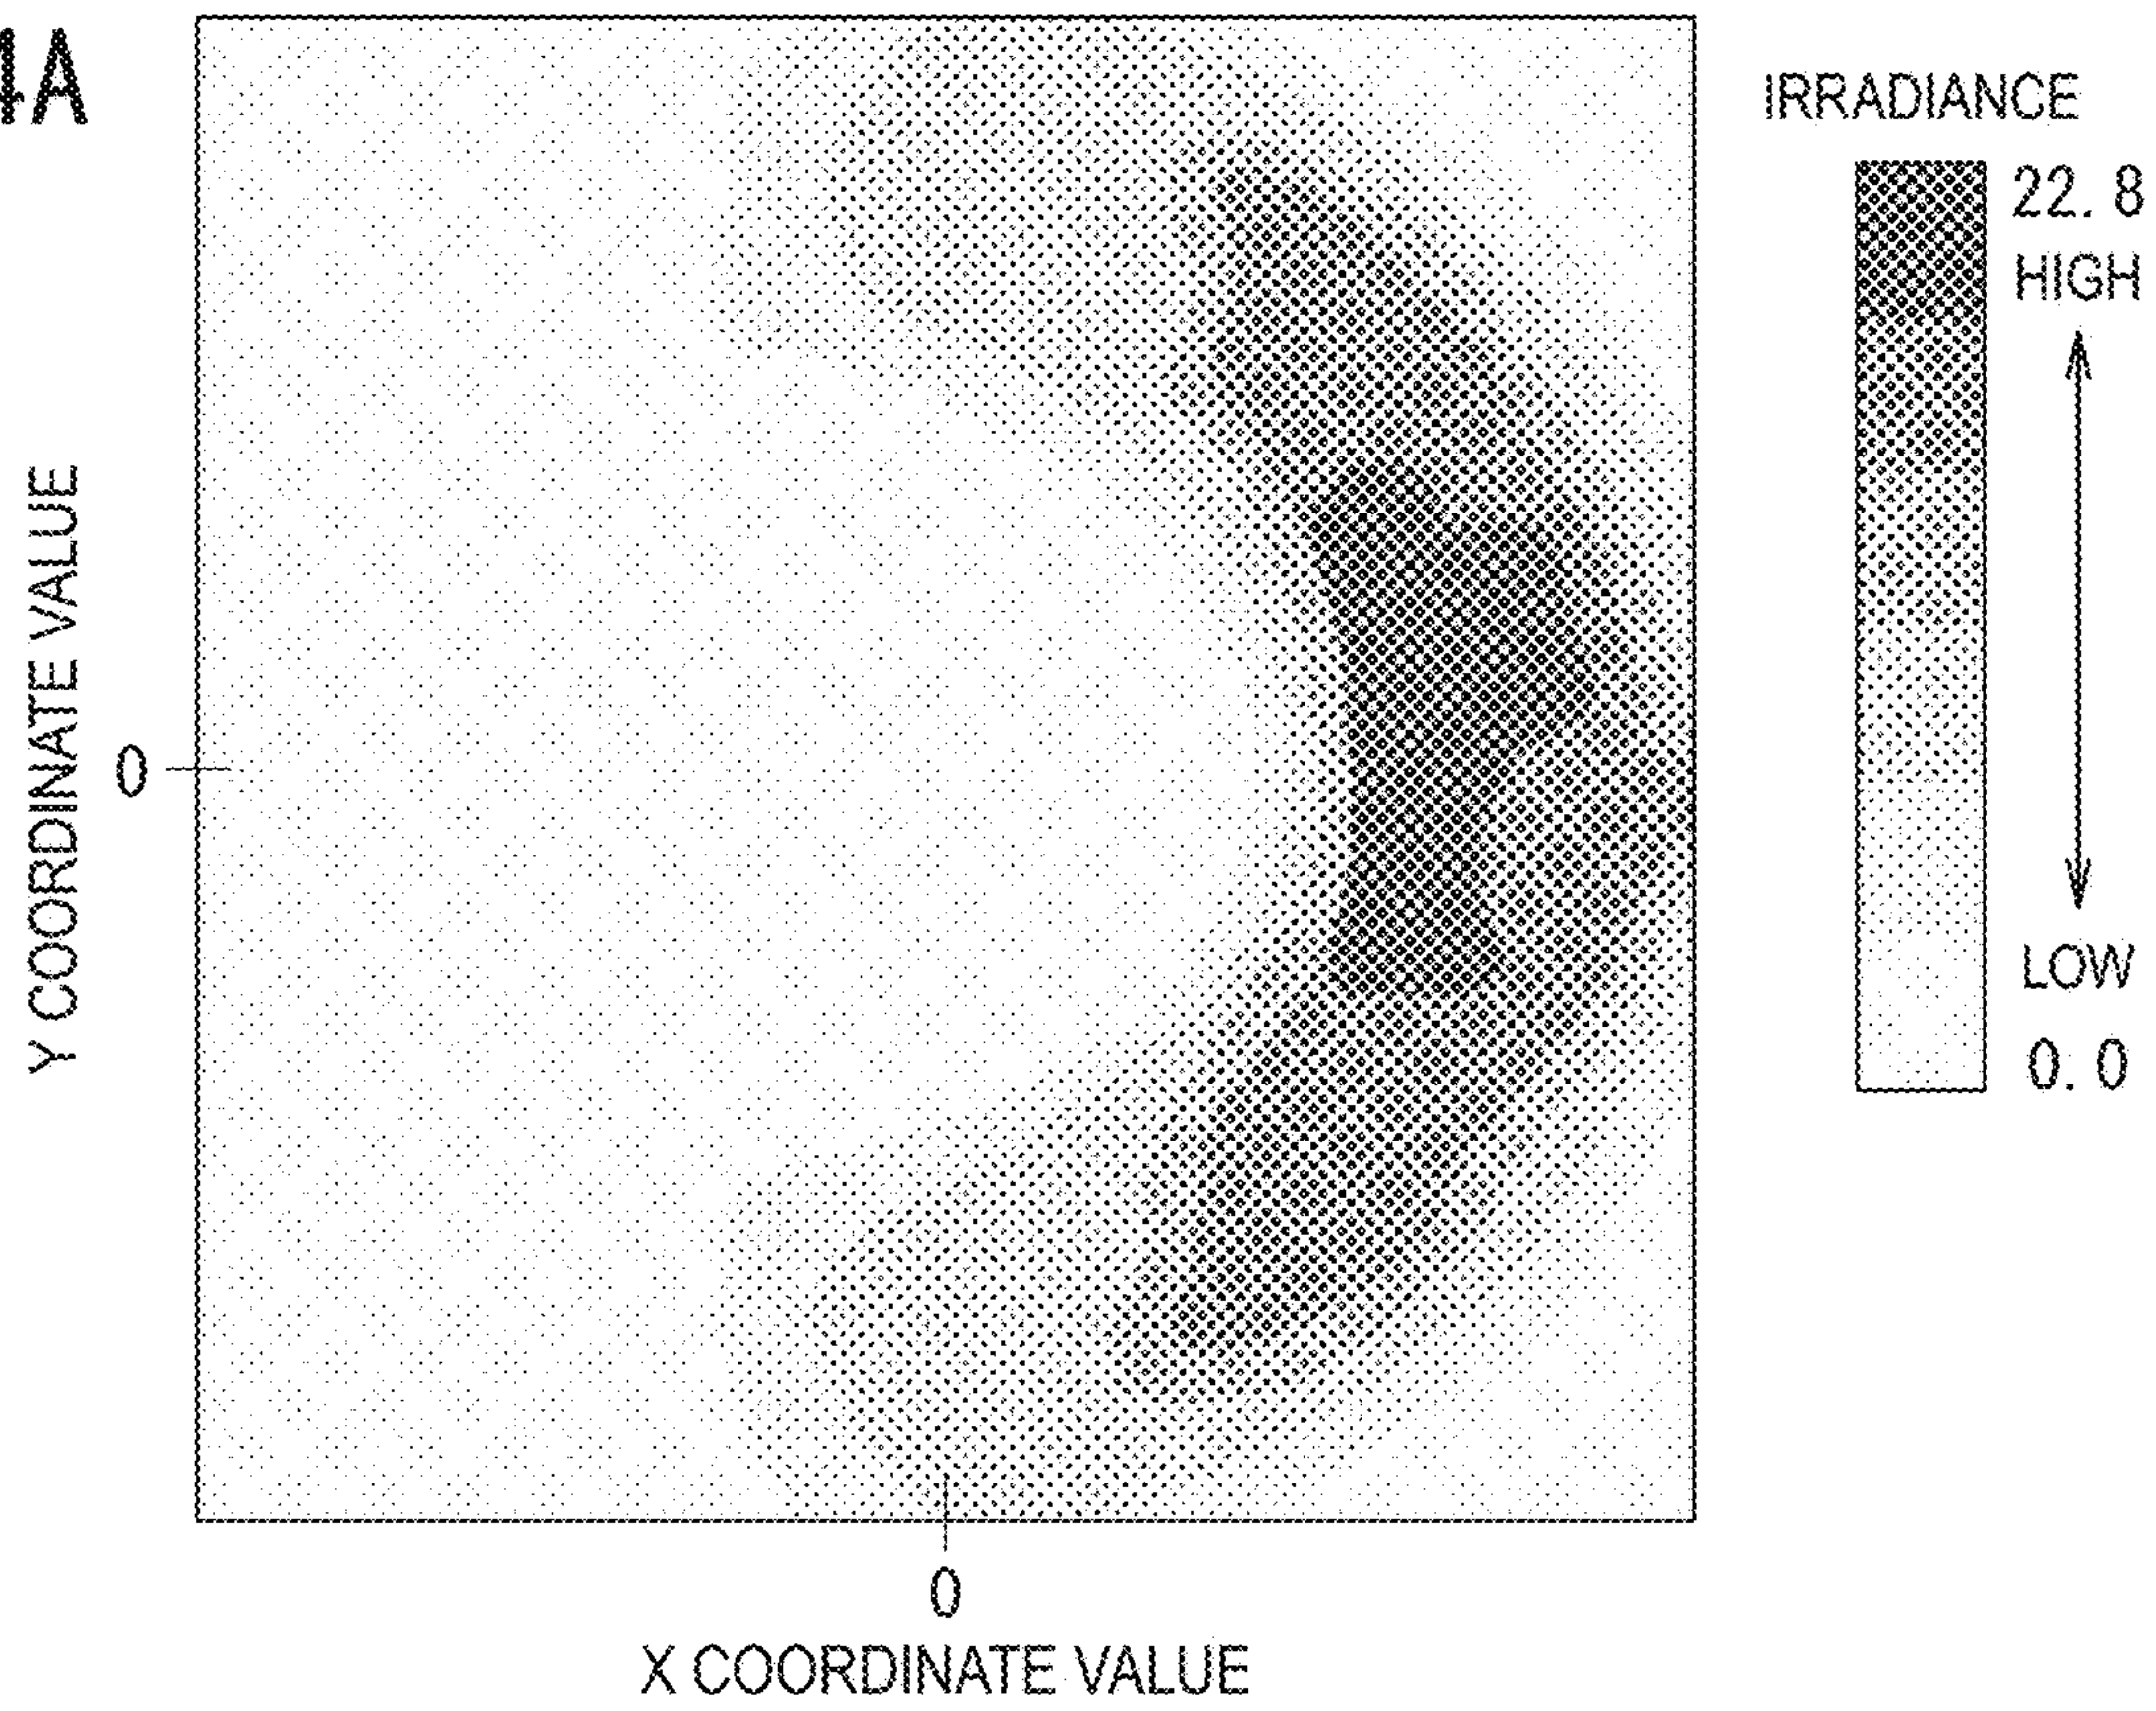 4A
IRRADIANCE
22.8
HIGH
LOW
0.0
Y COORDINATE VALUE
0
0
X COORDINATE VALUE